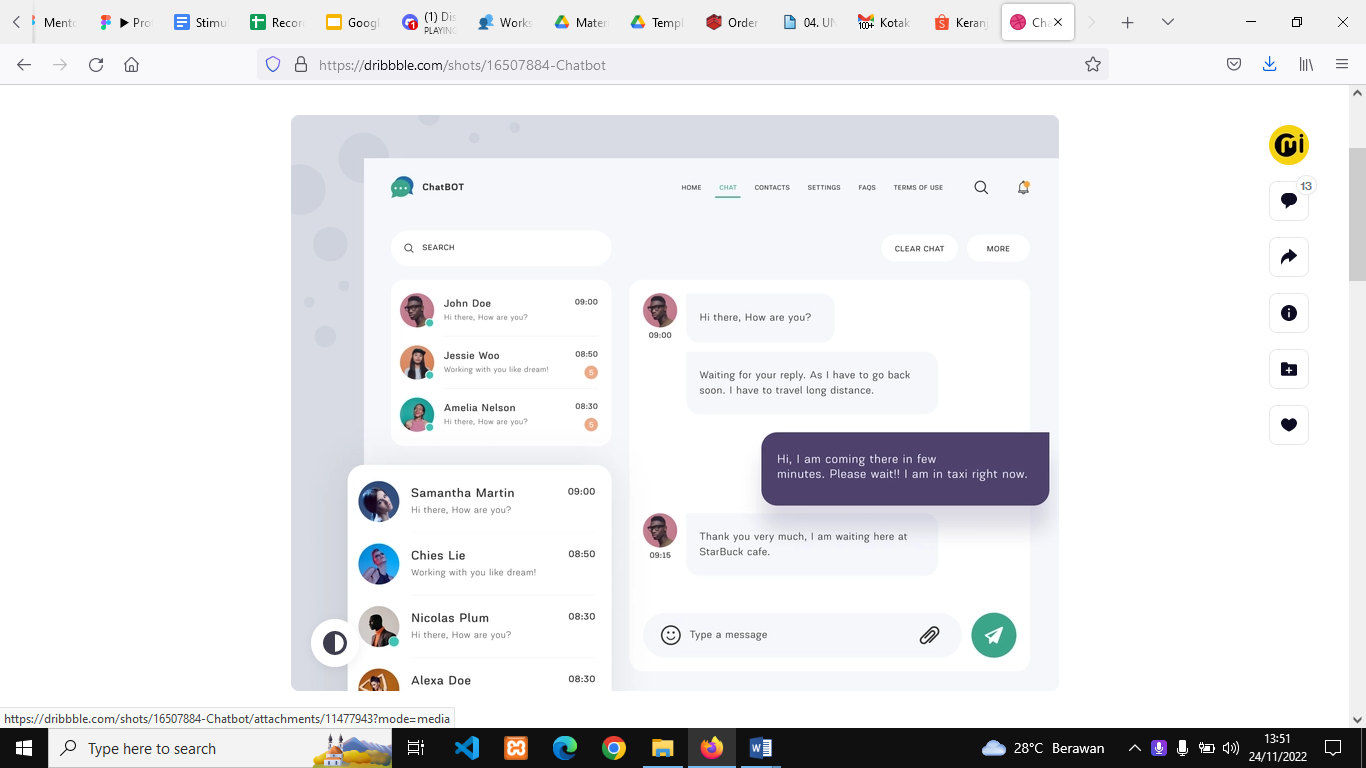 Mento
Pro
Stimu
Recor
Googl
(1) Dis
PLAYING
Works
Mater
Templ
Order
04. UN
100+
Kotak
Keran
Cha
https://dribbble.com/shots/16507884-Chatbot
13
ChatBOT
HOME CHAT CONTACTS SETTINGS FAQS TERMS OF USE
SEARCH
CLEAR CHAT MORE
John Doe 09:00
Hi there, How are you?
Jessie Woo 08:50
Working with you like dream! 5
Amelia Nelson 08:30
Hi there, How are you? 5
Samantha Martin 09:00
Hi there, How are you?
Chies Lie 08:50
Working with you like dream!
Nicolas Plum 08:30
Hi there, How are you?
Alexa Doe 08:30
Hi there, How are you?
09:00
Waiting for your reply. As I have to go back
soon. I have to travel long distance.
Hi, I am coming there in few
minutes. Please wait!! I am in taxi right now.
Thank you very much, I am waiting here at
StarBuck cafe.
09:15
Type a message
https://dribbble.com/shots/16507884-Chatbot/attachments/11477943?mode=media
Type here to search
28°C Berawan
13:51
24/11/2022